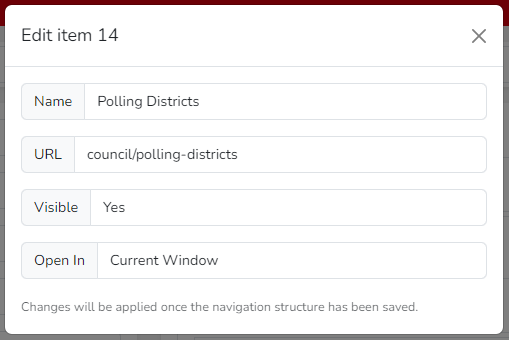 Edit item 14
Name Polling Districts
URL council/polling-districts
Visible Yes
Open In Current Window
Changes will be applied once the navigation structure has been saved.